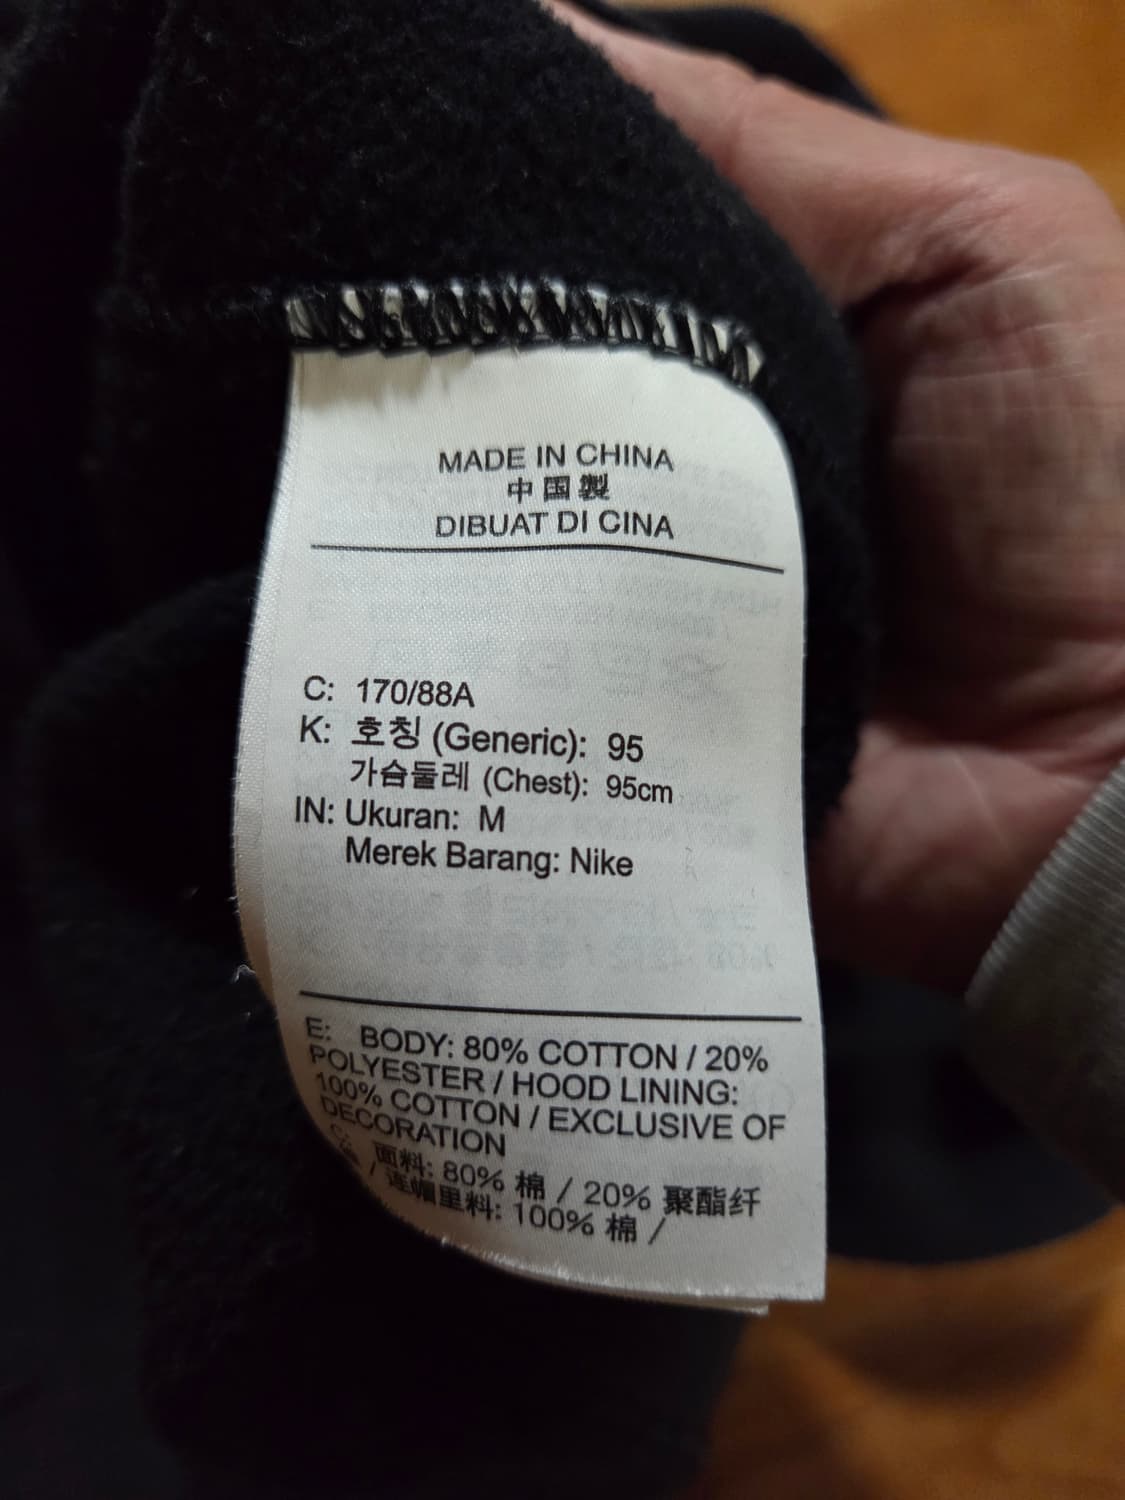 MADE IN CHINA
中国製
DIBUAT DI CINA
C: 170/88A
K: 호칭 (Generic): 95
가슴둘레 (Chest): 95cm
IN: Ukuran: M
Merek Barang: Nike
E: BODY: 80% COTTON / 20%
POLYESTER / HOOD LINING:
100% COTTON / EXCLUSIVE OF
DECORATION
C: 面料: 80% 棉 / 20% 聚酯纤
/ 连帽里料: 100% 棉 /